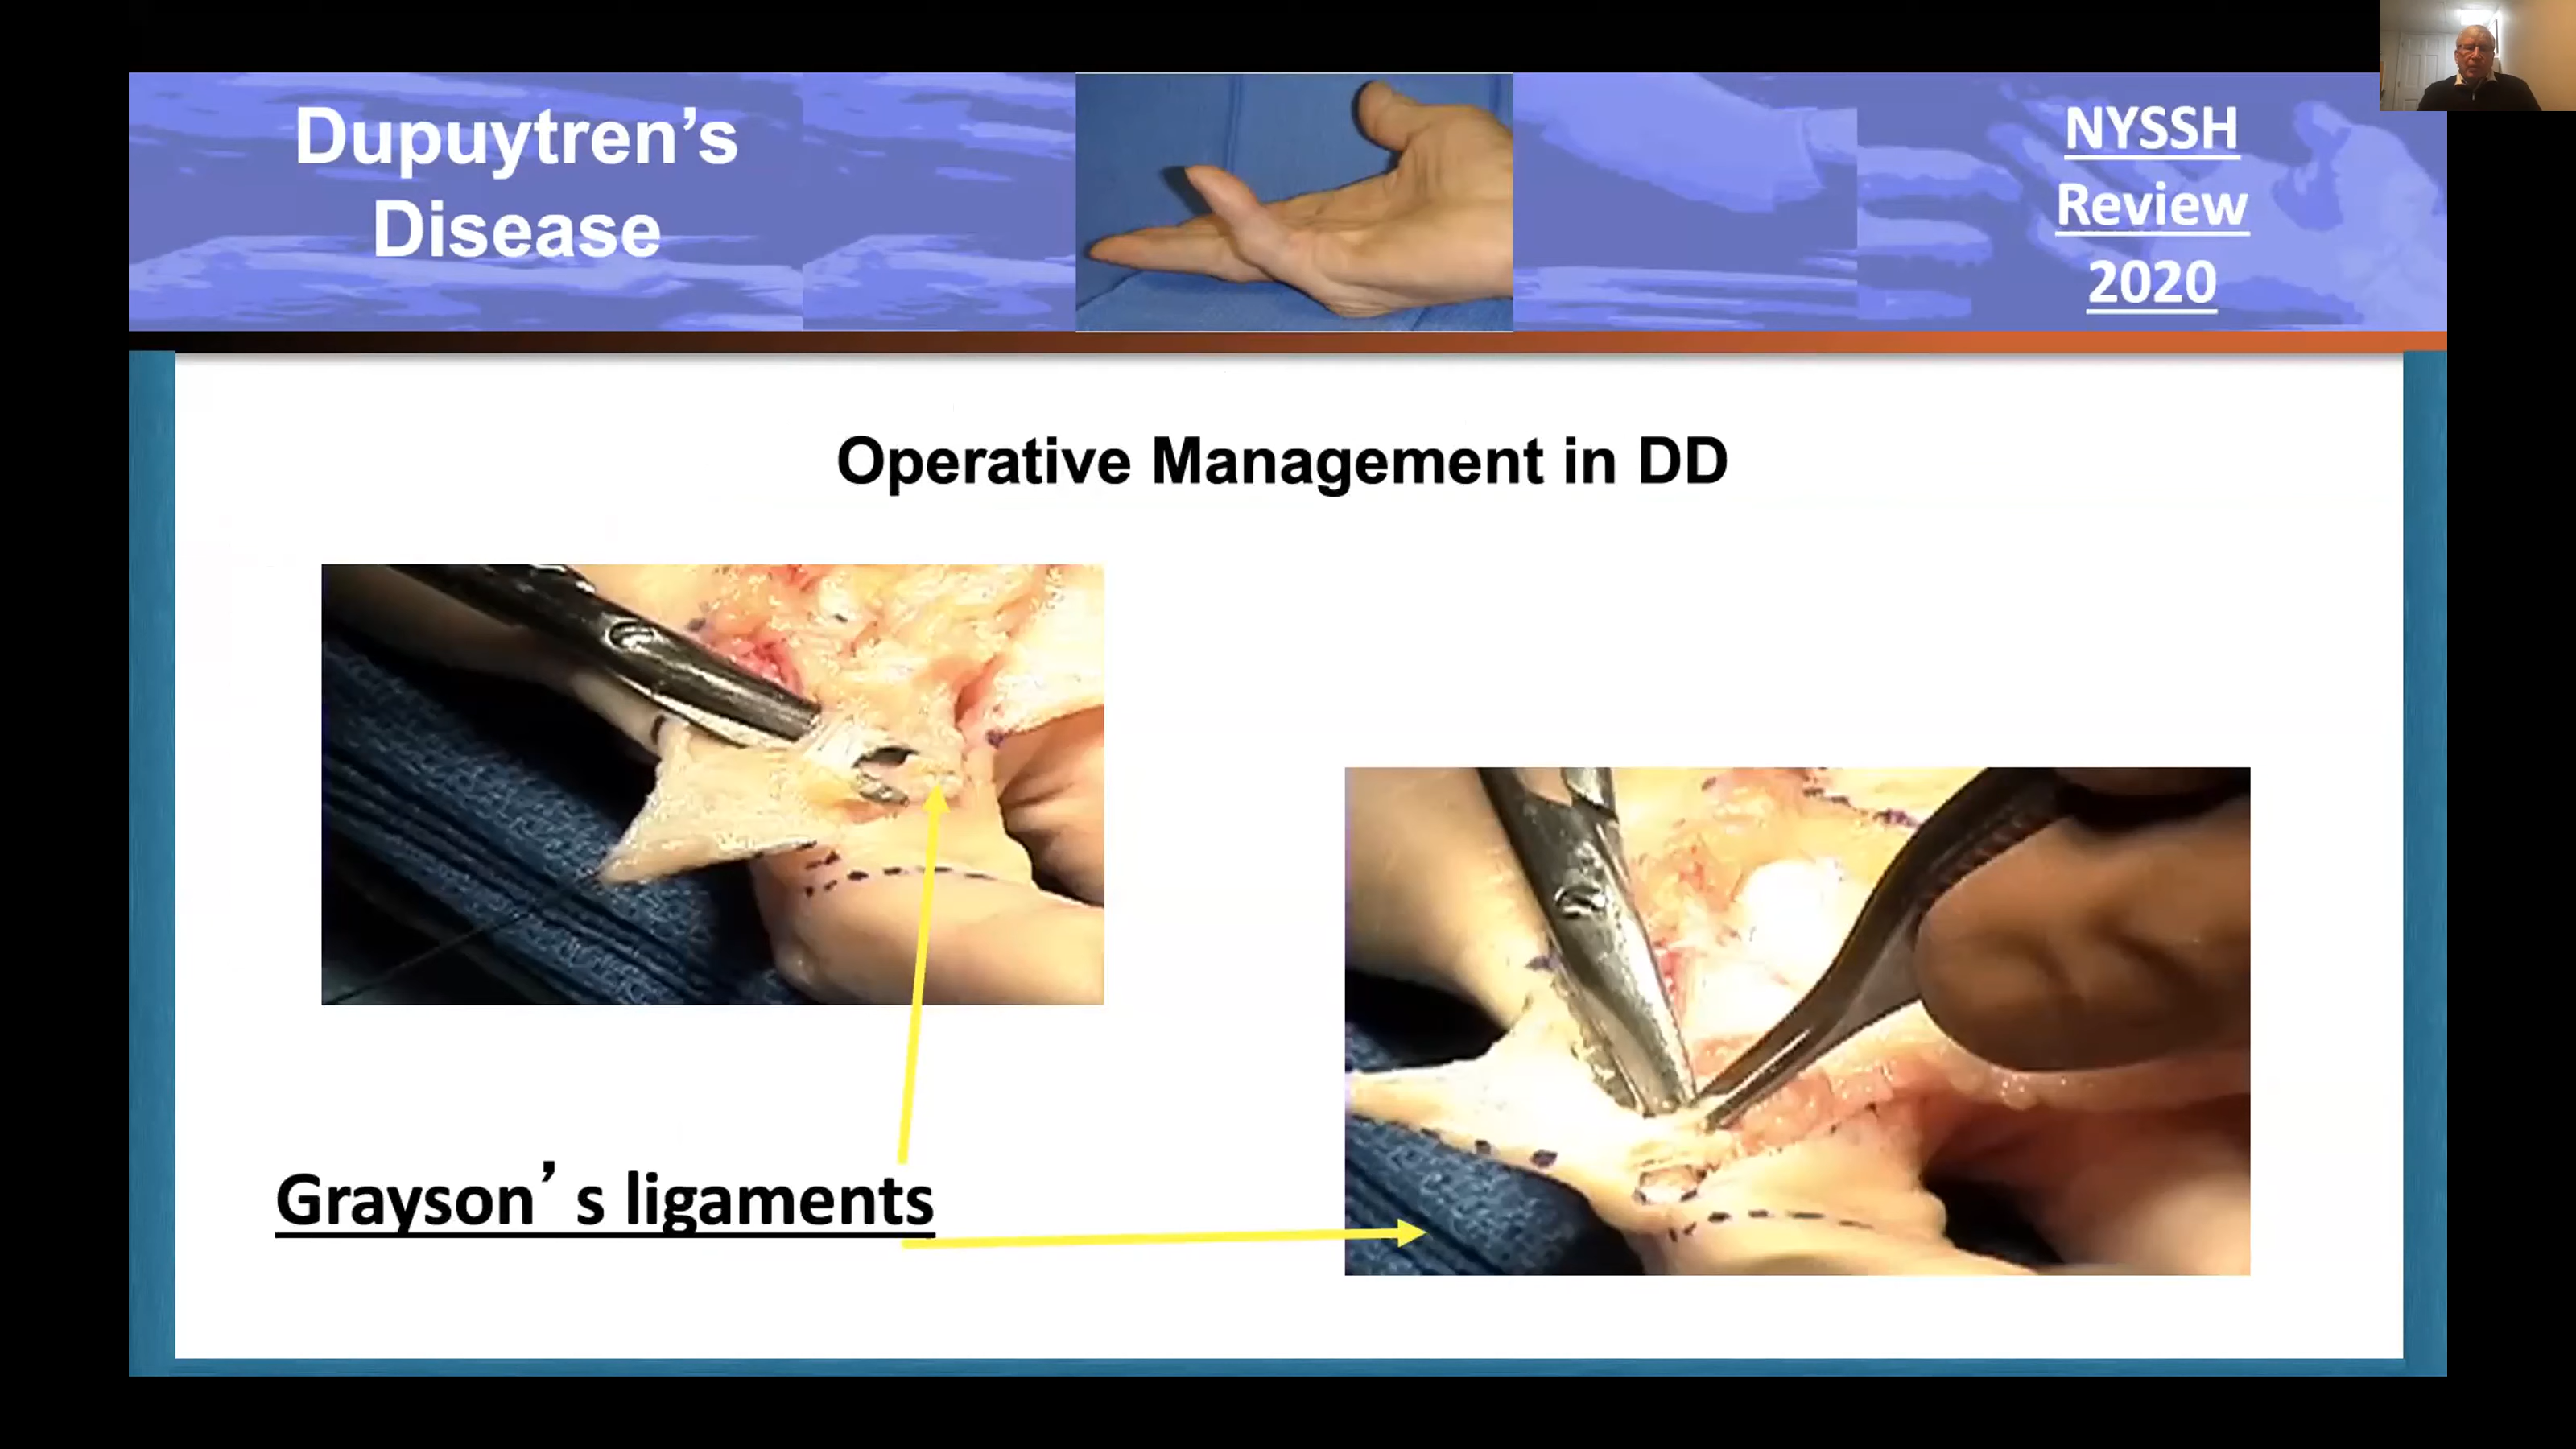 Dupuytren’s
Disease
NYSSH
Review
2020
Operative Management in DD
Grayson’ s ligaments